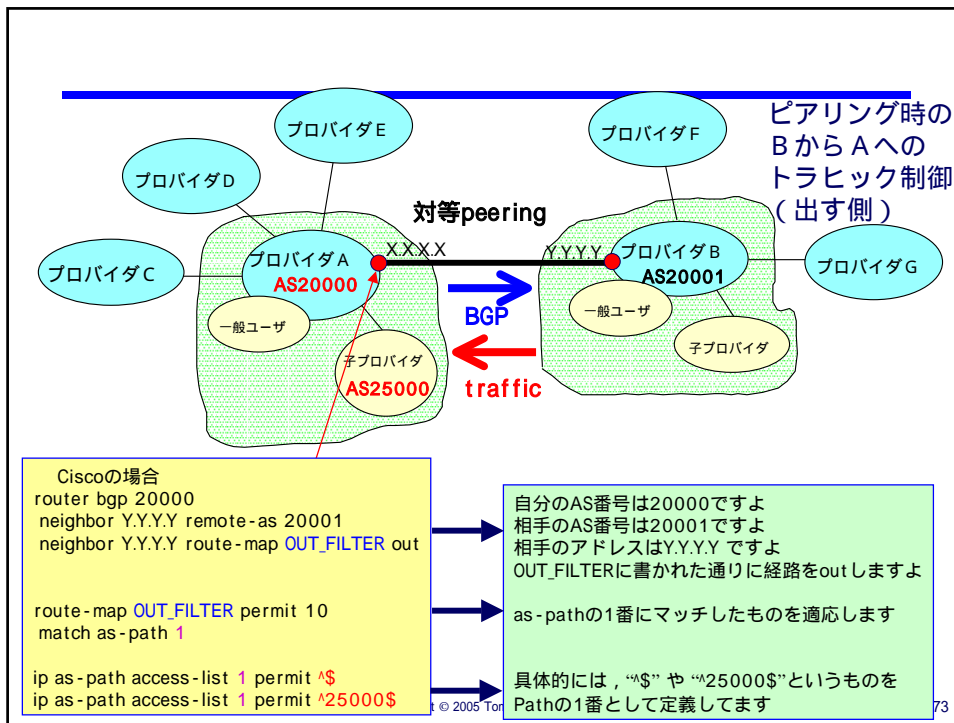 ピアリング時の
BからAへの
トラヒック制御
(出す側)
プロバイダE
プロバイダF
プロバイダD
対等peering
X.X.X.X
Y.Y.Y.Y
プロバイダC
プロバイダA
AS20000
プロバイダB
AS20001
プロバイダG
一般ユーザ
BGP
一般ユーザ
子プロバイダ
子プロバイダ
AS25000
traffic
Ciscoの場合
router bgp 20000
neighbor Y.Y.Y.Y remote-as 20001
neighbor Y.Y.Y.Y route-map OUT_FILTER out
route-map OUT_FILTER permit 10
match as-path 1
ip as-path access-list 1 permit ^$
ip as-path access-list 1 permit ^25000$
自分のAS番号は20000ですよ
相手のAS番号は20001ですよ
相手のアドレスはY.Y.Y.Y ですよ
OUT_FILTERに書かれた通りに経路をoutしますよ
as-pathの1番にマッチしたものを適応します
具体的には，“^$” や “^25000$”というものを
Pathの1番として定義してます
© 2005
73